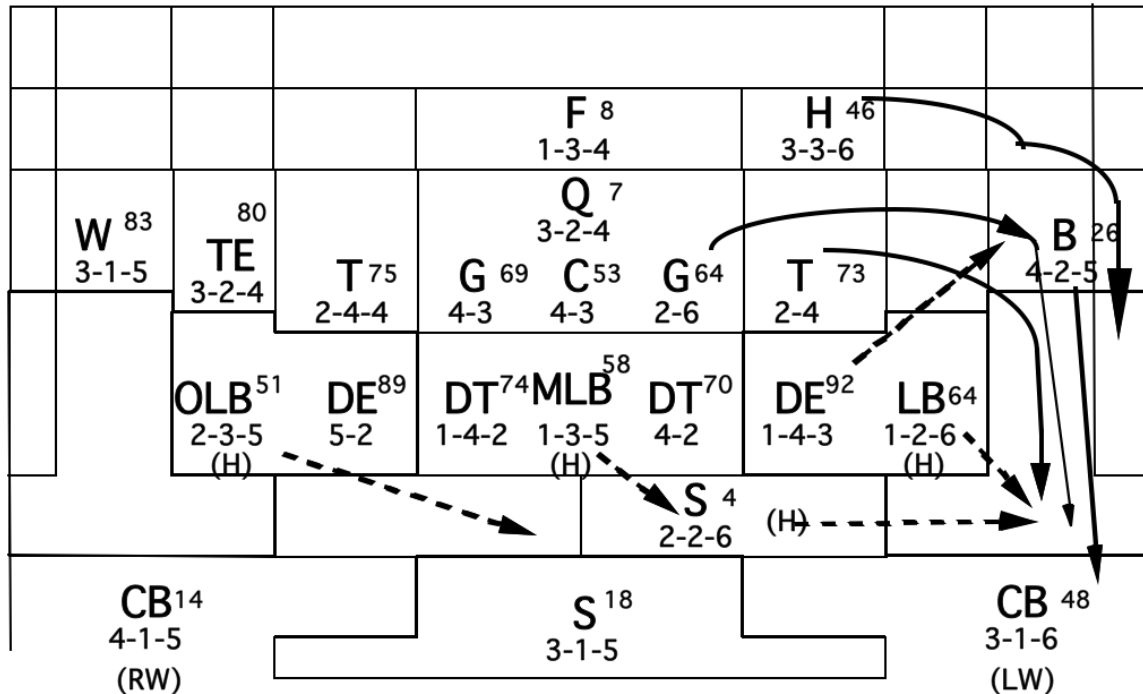 F 8 H 46
1-3-4 3-3-6
W 83 80 Q 7 B 26
3-1-5 TE 3-2-4 4-2-5
3-2-4 T 75 G 69 C 53 G 64 T 73
2-4-4 4-3 4-3 2-6 2-4
OLB 51 DE 89 DT 74 MLB 58 DT 70 DE 92 LB 64
2-3-5 5-2 1-4-2 1-3-5 4-2 1-4-3 1-2-6
(H) (H) (H)
S 4 (H)
2-2-6
CB 14 S 18 CB 48
4-1-5 3-1-5 3-1-6
(RW) (LW)